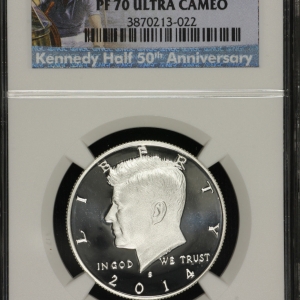 PF 70 ULTRA CAMEO
3870213-022
Kennedy Half 50th Anniversary
LIBERTY
IN GOD WE TRUST
S
2014